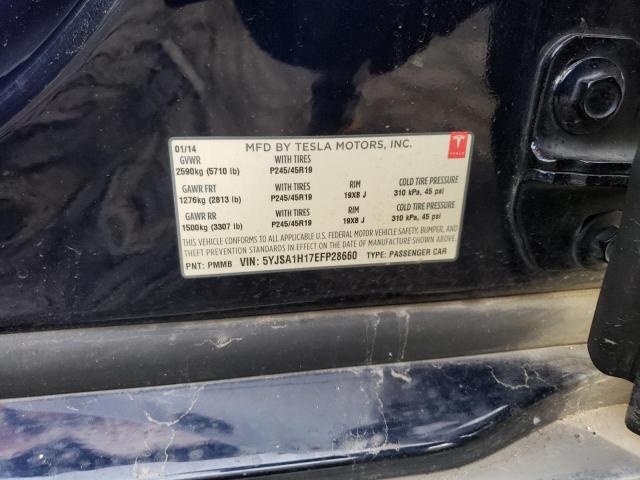 01/14 MFD BY TESLA MOTORS, INC.
GVWR WITH TIRES
2590kg (5710 lb) P245/45R19
GAWR FRT WITH TIRES RIM COLD TIRE PRESSURE
1276kg (2813 lb) P245/45R19 19X8 J 310 kPa, 45 psi
GAWR RR WITH TIRES RIM COLD TIRE PRESSURE
1500kg (3307 lb) P245/45R19 19X8 J 310 kPa, 45 psi
THIS VEHICLE CONFORMS TO ALL APPLICABLE U.S. FEDERAL MOTOR VEHICLE SAFETY, BUMPER, AND
THEFT PREVENTION STANDARDS IN EFFECT ON THE DATE OF MANUFACTURE SHOWN ABOVE.
PNT: PMMB VIN: 5YJSA1H17EFP28660 TYPE: PASSENGER CAR